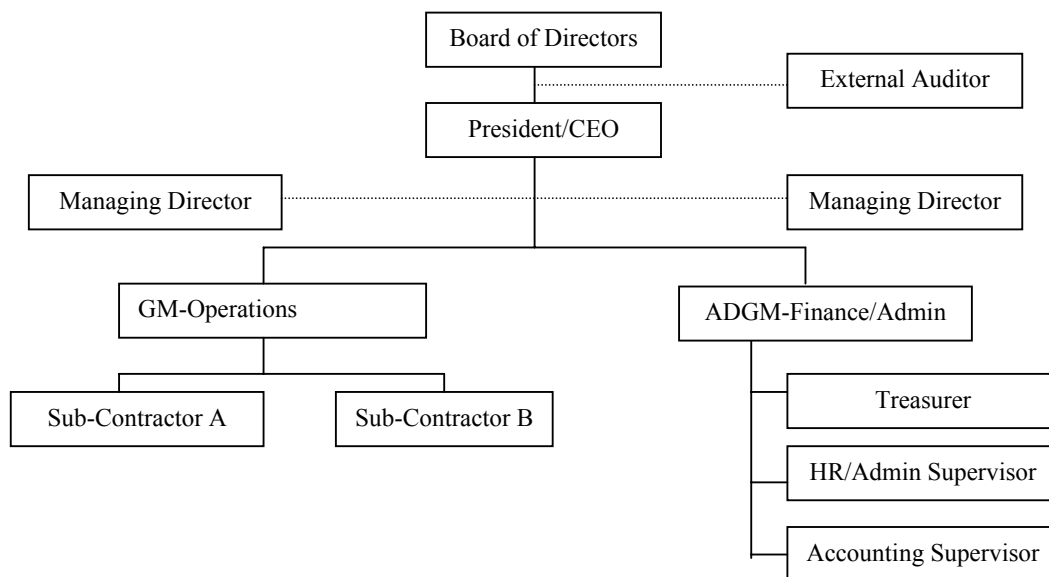 Board of Directors
External Auditor
President/CEO
Managing Director
Managing Director
GM-Operations
ADGM-Finance/Admin
Sub-Contractor A
Sub-Contractor B
Treasurer
HR/Admin Supervisor
Accounting Supervisor